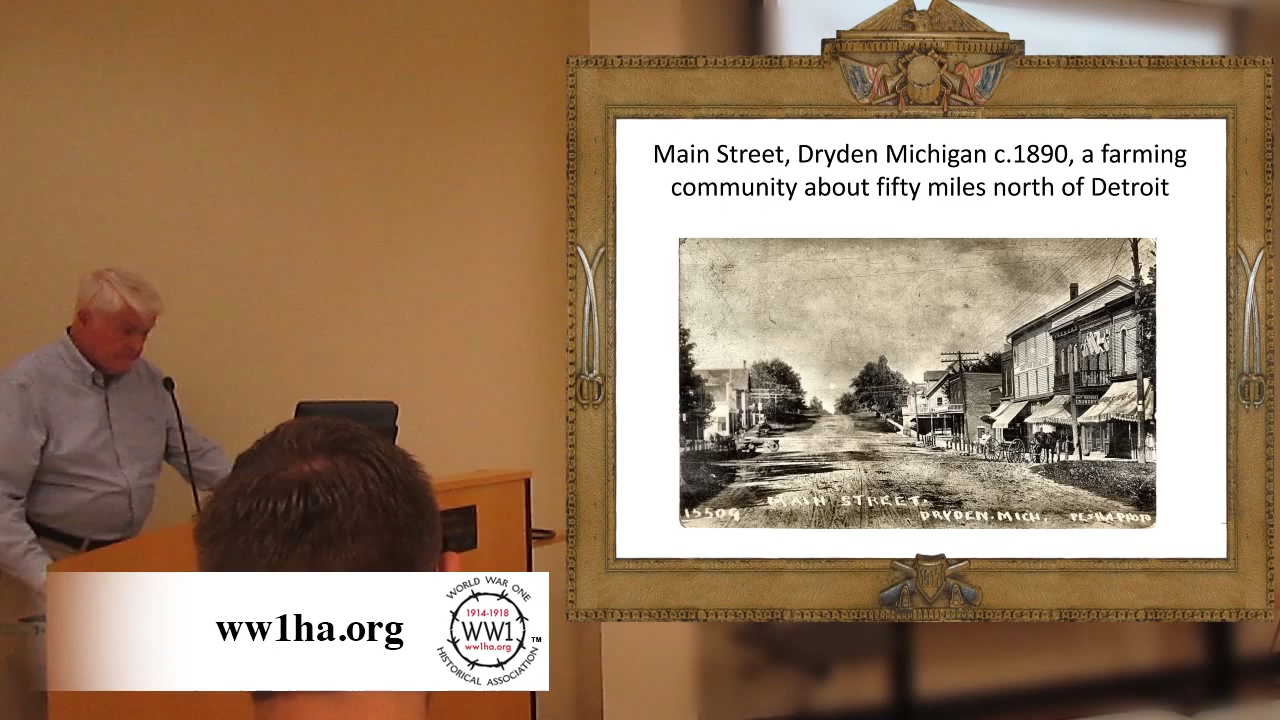 Main Street, Dryden Michigan c.1890, a farming
community about fifty miles north of Detroit
MAIN STREET.
15509
DRYDEN. MICH.
ww1ha.org
WORLD WAR ONE
1914-1918
WW1
ww1ha.org
HISTORICAL ASSOCIATION
TM